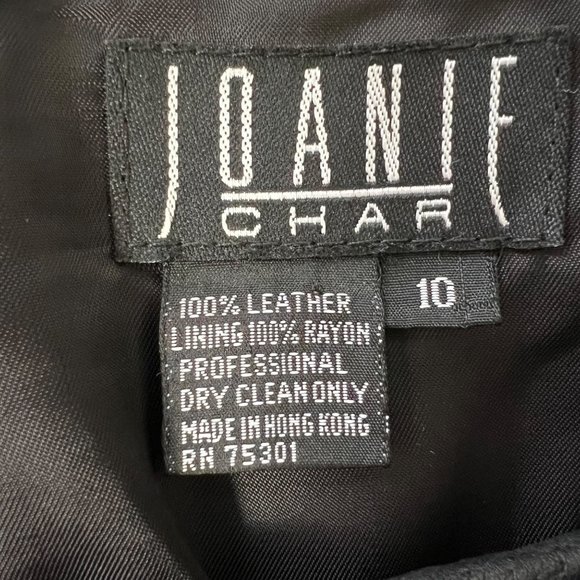 JOANIE
CHAR
10
100% LEATHER
LINING 100% RAYON
PROFESSIONAL
DRY CLEAN ONLY
MADE IN HONG KONG
RN 75301